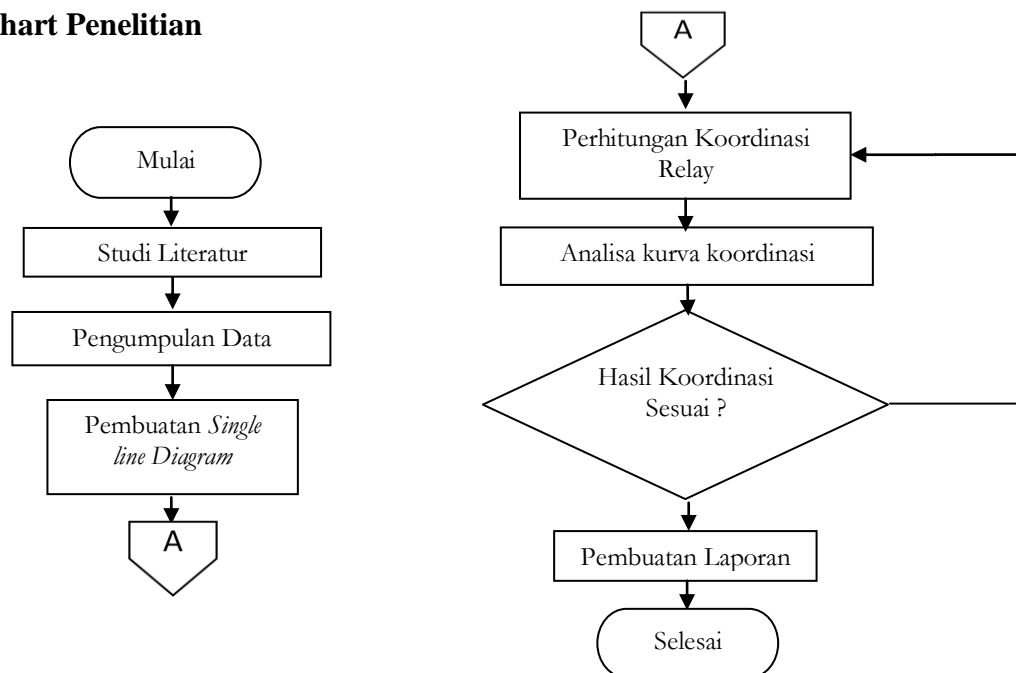 hart Penelitian
Mulai
Studi Literatur
Pengumpulan Data
Pembuatan Single
line Diagram
A
A
Perhitungan Koordinasi
Relay
Analisa kurva koordinasi
Hasil Koordinasi
Sesuai ?
Pembuatan Laporan
Selesai